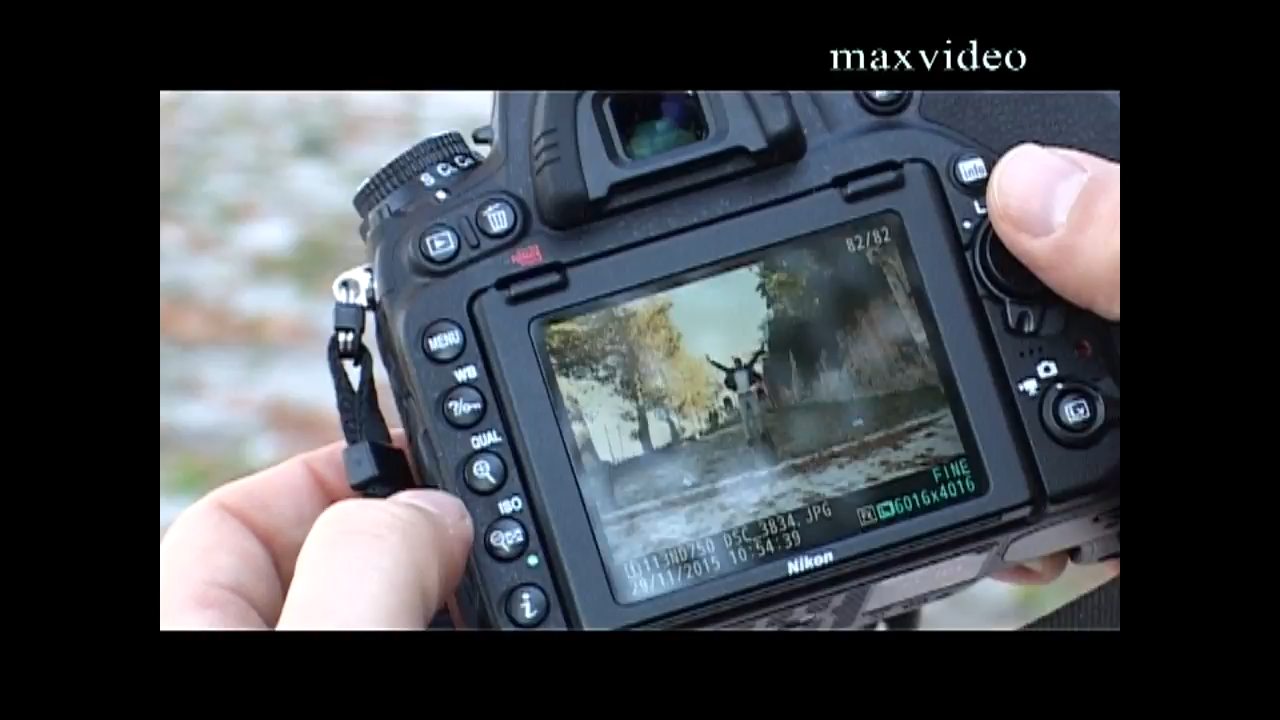 maxvideo
S
info
L
82/82
MENU
WB
?/
QUAL
ISO
i
Lv
FINE
6016x4016
DSC_3834.JPG
29/11/2015 10:54:39
Nikon